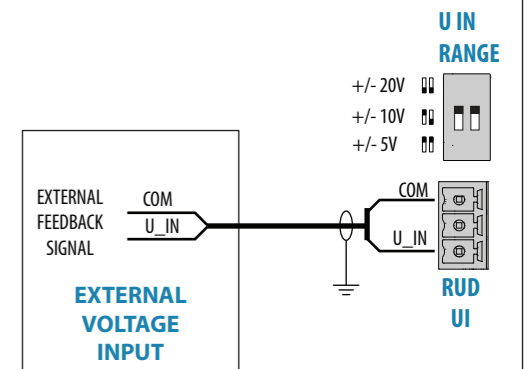 U IN
RANGE
+/- 20V
+/- 10V
+/- 5V
EXTERNAL
FEEDBACK
SIGNAL
COM
U_IN
COM
U_IN
EXTERNAL
VOLTAGE
INPUT
RUD
UI